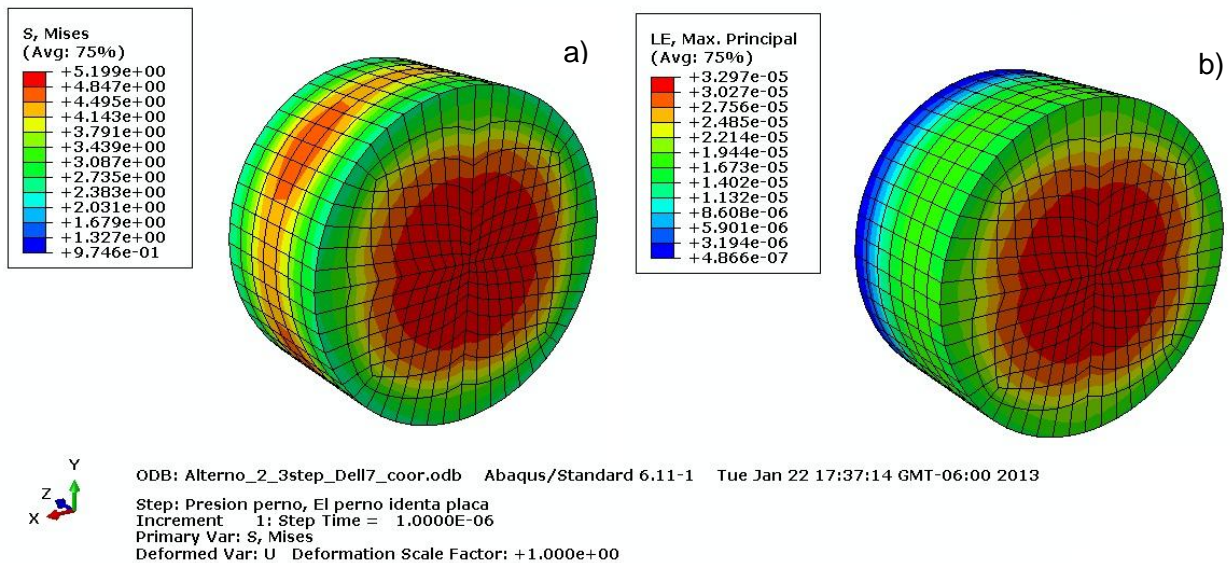 S, Mises
(Avg: 75%)
+5.199e+00
+4.847e+00
+4.495e+00
+4.143e+00
+3.791e+00
+3.439e+00
+3.087e+00
+2.735e+00
+2.383e+00
+2.031e+00
+1.679e+00
+1.327e+00
+9.746e-01
a)
LE, Max. Principal
(Avg: 75%)
+3.297e-05
+3.027e-05
+2.756e-05
+2.485e-05
+2.214e-05
+1.944e-05
+1.673e-05
+1.402e-05
+1.132e-05
+8.608e-06
+5.901e-06
+3.194e-06
+4.866e-07
b)
Y
Z
X
ODB: Alterno_2_3step_Dell7_coor.odb Abaqus/Standard 6.11-1 Tue Jan 22 17:37:14 GMT-06:00 2013
Step: Presion perno, El perno identa placa
Increment 1: Step Time = 1.0000E-06
Primary Var: S, Mises
Deformed Var: U Deformation Scale Factor: +1.000e+00